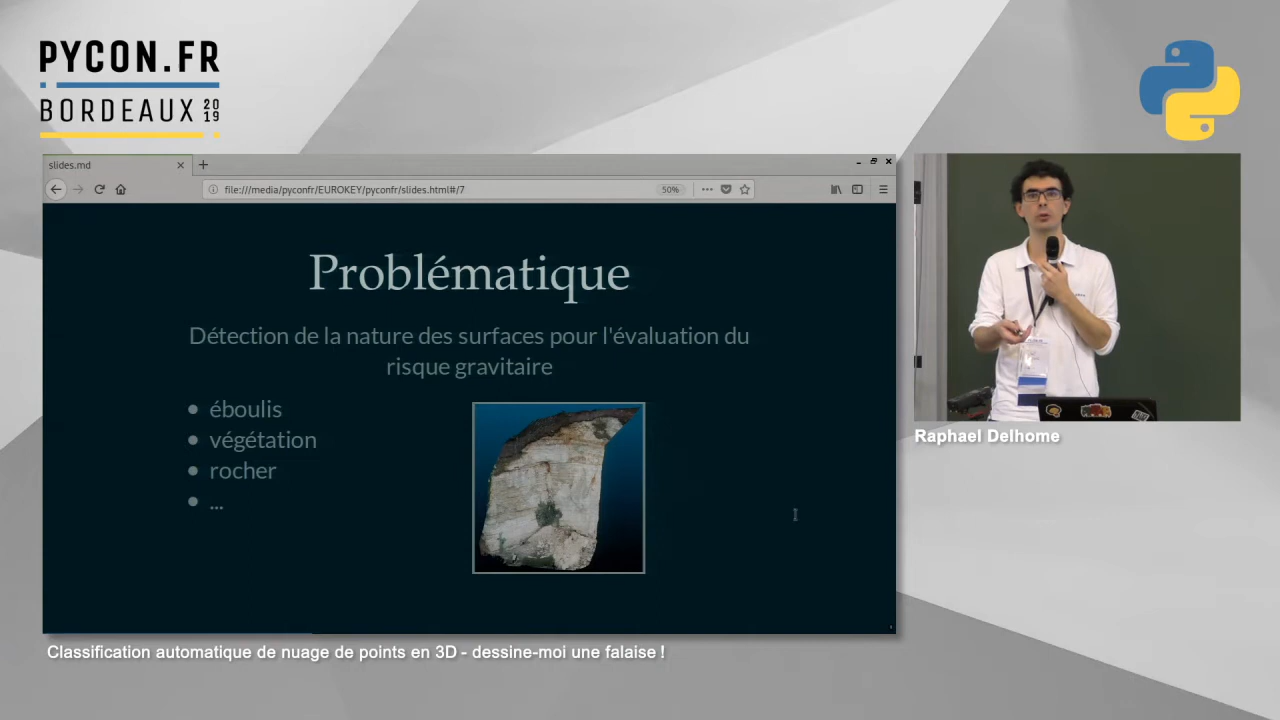 PYCON.FR
BORDEAUX 2019
slides.md
file:///media/pyconfr/EUROKEY/pyconfr/slides.html#/7
50%
Problématique
Détection de la nature des surfaces pour l'évaluation du
risque gravitaire
éboulis
végétation
rocher
...
Raphael Delhome
Classification automatique de nuage de points en 3D - dessine-moi une falaise !